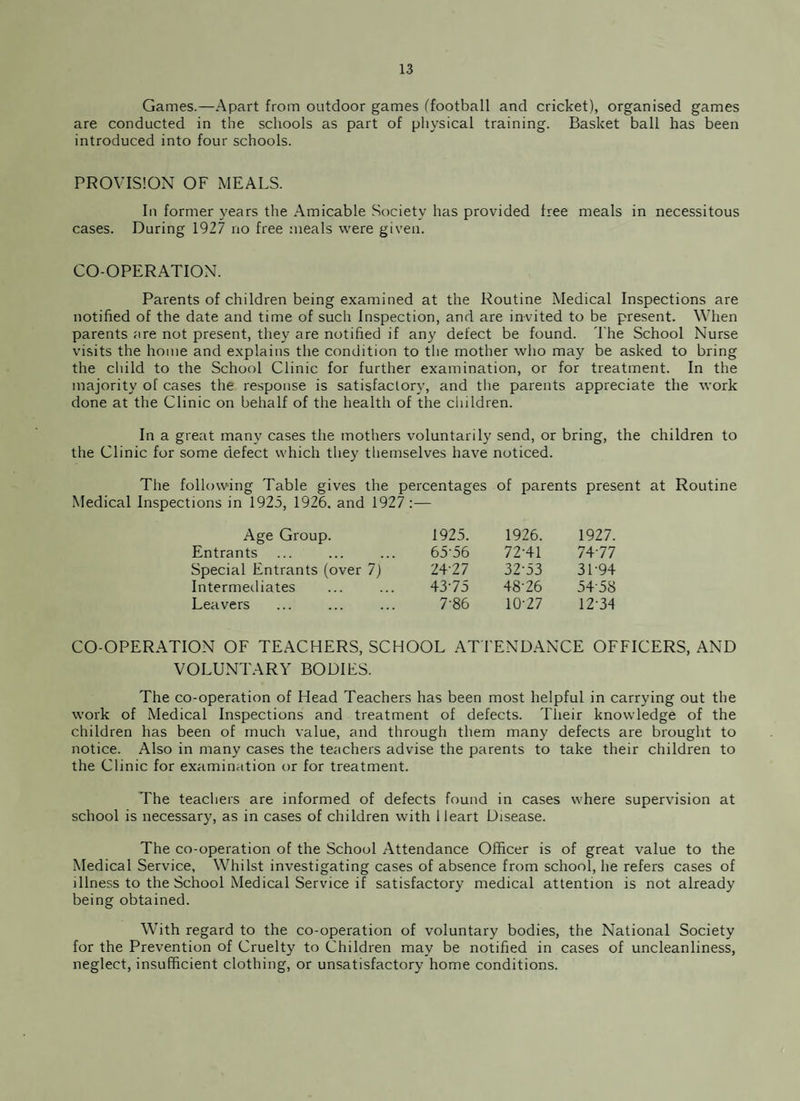 13
Games.—Apart from outdoor games (football and cricket), organised games
are conducted in the schools as part of physical training. Basket ball has been
introduced into four schools.
PROVISION OF MEALS.
In former years the Amicable Society has provided free meals in necessitous
cases. During 1927 no free meals were given.
CO-OPERATION.
Parents of children being examined at the Routine Medical Inspections are
notified of the date and time of such Inspection, and are invited to be present. When
parents are not present, they are notified if any defect be found. The School Nurse
visits the home and explains the condition to the mother who may be asked to bring
the child to the School Clinic for further examination, or for treatment. In the
majority of cases the response is satisfactory, and the parents appreciate the work
done at the Clinic on behalf of the health of the children.
In a great many cases the mothers voluntarily send, or bring, the children to
the Clinic for some defect which they themselves have noticed.
The following Table gives the percentages of parents present at Routine
Medical Inspections in 1925, 1926, and 1927:—
Age Group. 1925. 1926. 1927.
Entrants ... ... ... 65·56 72·41 74·77
Special Entrants (over 7) 24·27 32·53 31·94
Intermediates ... ... 43·75 48·26 54·58
Leavers ... ... ... 7·86 10·27 12·34
CO-OPERATION OF TEACHERS, SCHOOL ATTENDANCE OFFICERS, AND
VOLUNTARY BODIES.
The co-operation of Head Teachers has been most helpful in carrying out the
work of Medical Inspections and treatment of defects. Their knowledge of the
children has been of much value, and through them many defects are brought to
notice. Also in many cases the teachers advise the parents to take their children to
the Clinic for examination or for treatment.
The teachers are informed of defects found in cases where supervision at
school is necessary, as in cases of children with Heart Disease.
The co-operation of the School Attendance Officer is of great value to the
Medical Service, Whilst investigating cases of absence from school, he refers cases of
illness to the School Medical Service if satisfactory medical attention is not already
being obtained.
With regard to the co-operation of voluntary bodies, the National Society
for the Prevention of Cruelty to Children may be notified in cases of uncleanliness,
neglect, insufficient clothing, or unsatisfactory home conditions.